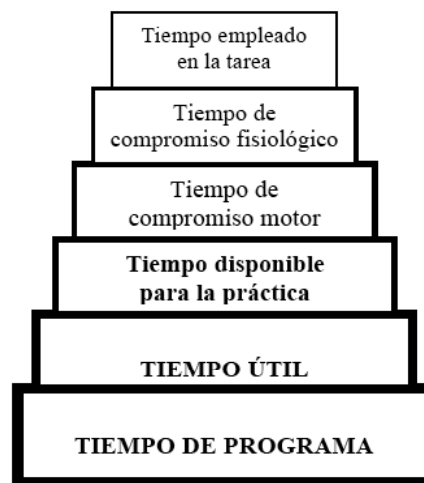 Tiempo empleado
en la tarea
Tiempo de
compromiso fisiológico
Tiempo de
compromiso motor
Tiempo disponible
para la práctica
TIEMPO ÚTIL
TIEMPO DE PROGRAMA